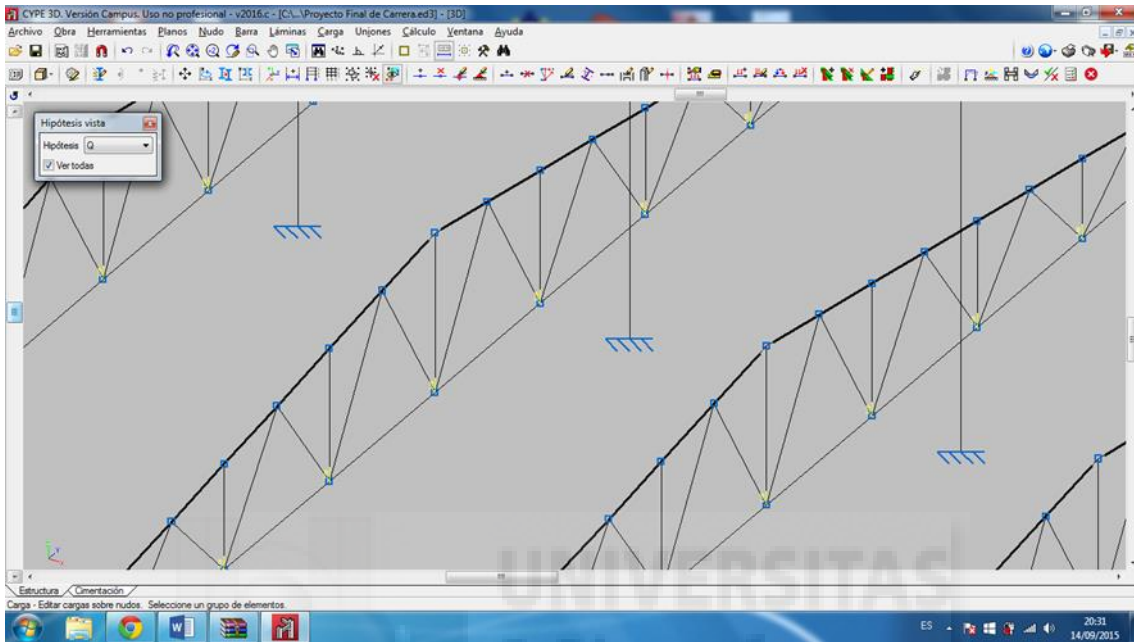 CYPE 3D. Versión Campus. Uso no profesional - v2016.c - [C:\...\Proyecto Final de Carrera.ed3] - [3D]
Archivo Obra Herramientas Planos Nudo Barra Láminas Carga Uniones Cálculo Ventana Ayuda
Hipótesis vista
Hipótesis Q
Ver todas
UNIVERSITAS
Estructura Cimentación
Carga - Editar cargas sobre nudos. Seleccione un grupo de elementos.
ES 20:31
14/09/2015